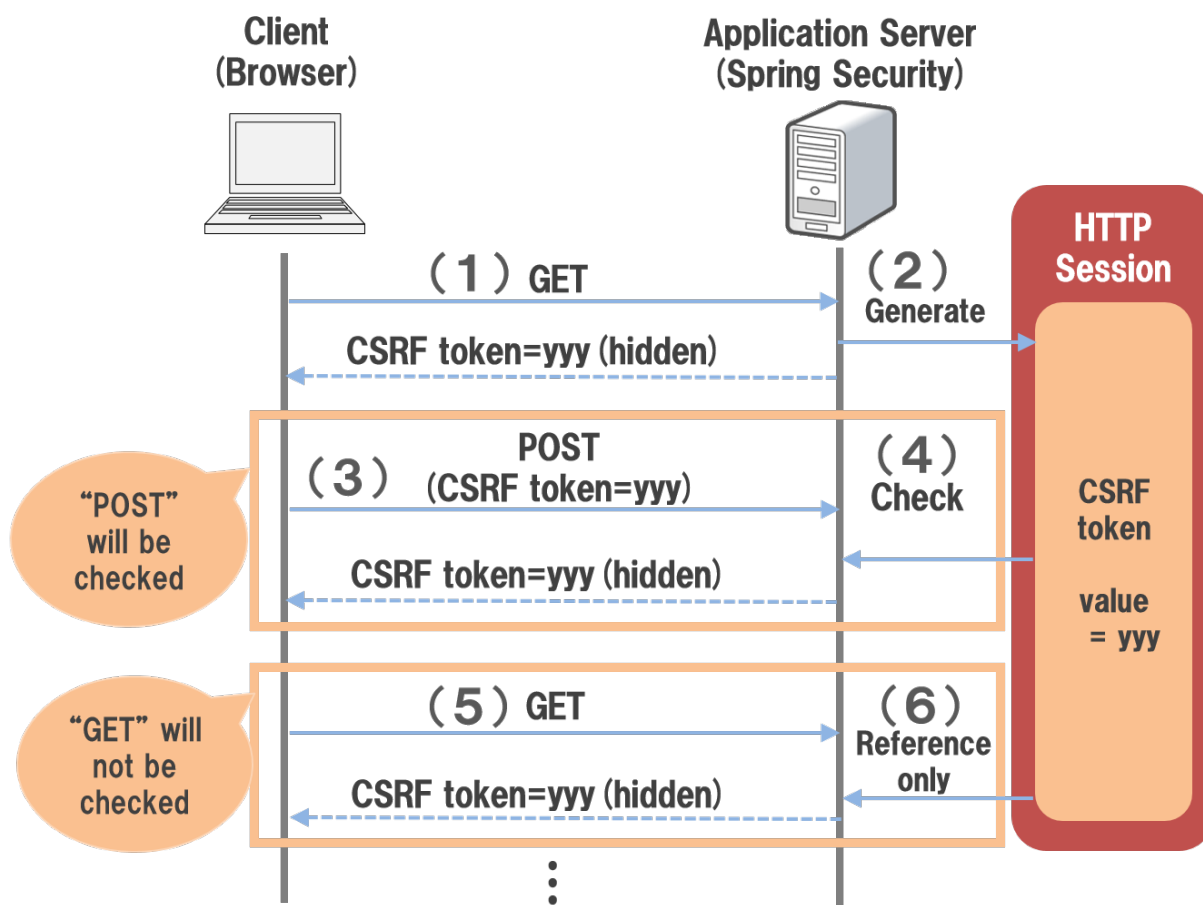 Client
(Browser)
Application Server
(Spring Security)
HTTP
Session
(1) GET
(2)
Generate
CSRF token=yyy (hidden)
“POST”
will be
checked
(3)
POST
(CSRF token=yyy)
(4)
Check
CSRF token=yyy (hidden)
CSRF
token
value
= yyy
“GET” will
not be
checked
(5) GET
(6)
Reference
only
CSRF token=yyy (hidden)